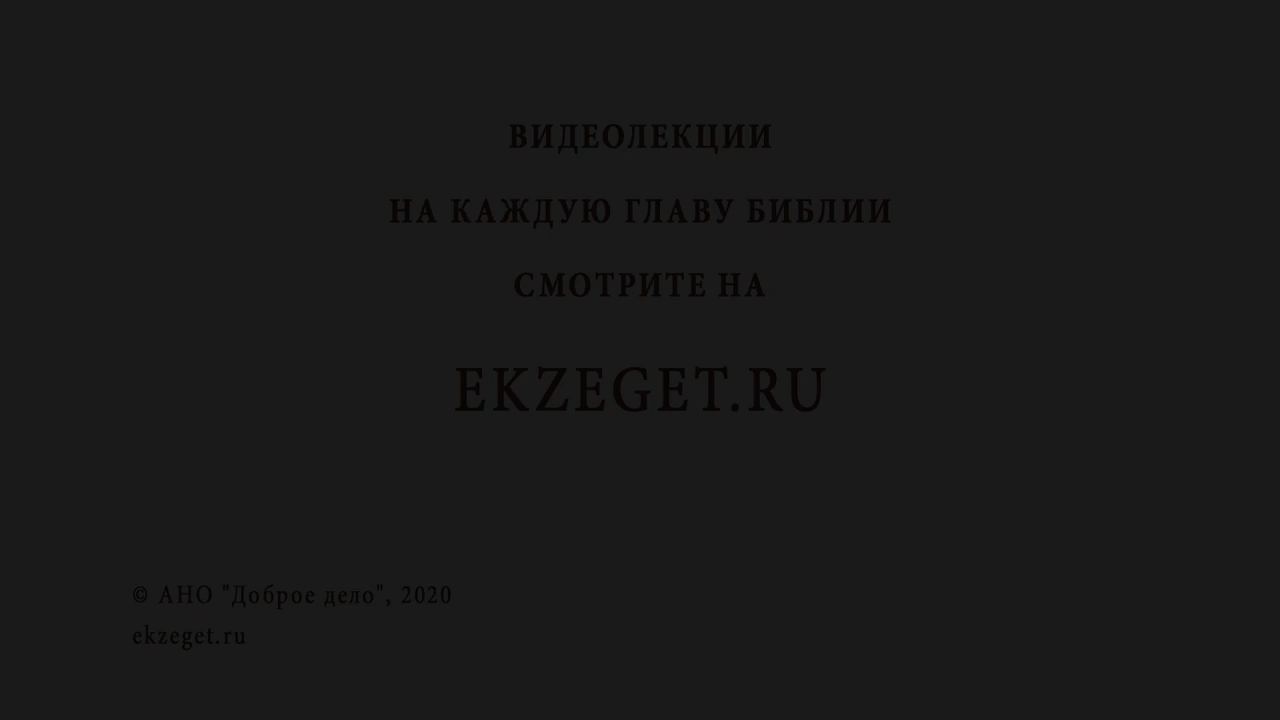 ВИДЕОЛЕКЦИИ
НА КАЖДУЮ ГЛАВУ БИБЛИИ
СМОТРИТЕ НА
EKZEGET.RU
© АНО "Доброе дело", 2020
ekzeget.ru